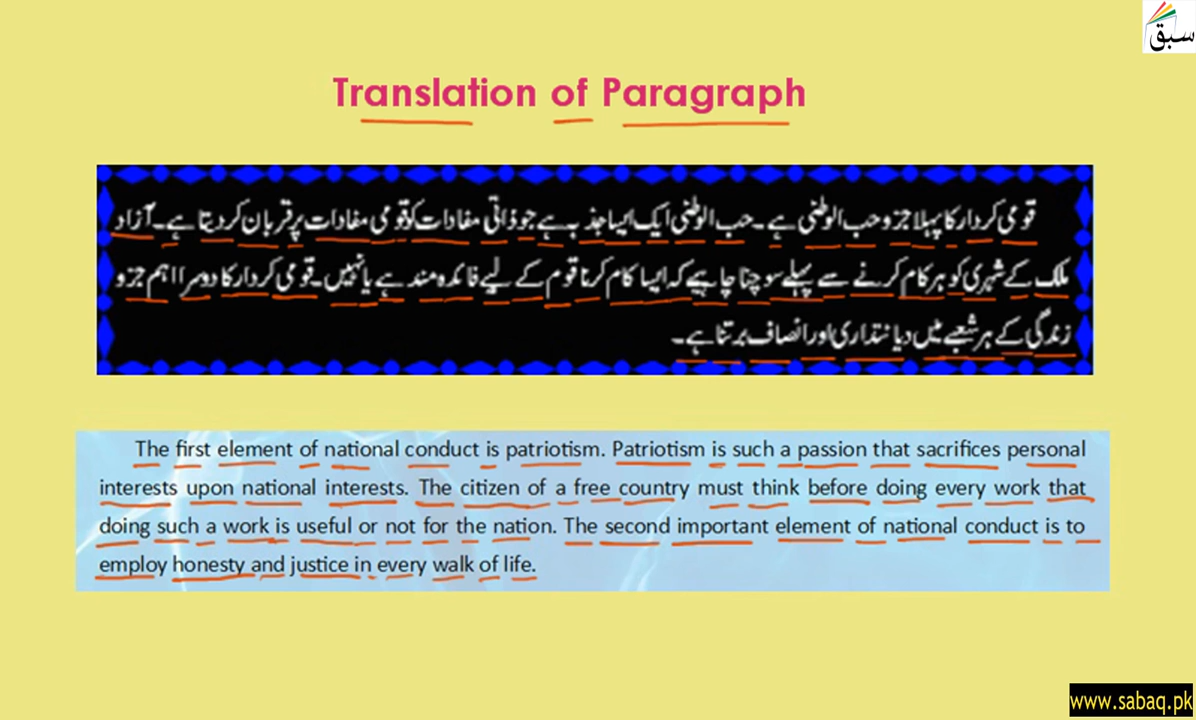 سبق
Translation of Paragraph
قومی کردار کا پہلا جزو حب الوطنی ہے۔ حب الوطنی ایک ایسا جذبہ ہے جو ذاتی مفادات کو قومی مفادات پر قربان کر دیتا ہے۔ آزاد
ملک کے شہری کو ہر کام کرنے سے پہلے سوچنا چاہیے کہ ایسا کام کرنا قوم کے لیے فائدہ مند ہے یا نہیں۔ قومی کردار کا دوسرا اہم جزو
زندگی کے ہر شعبے میں دیانتداری اور انصاف برتنا ہے۔
The first element of national conduct is patriotism. Patriotism is such a passion that sacrifices personal
interests upon national interests. The citizen of a free country must think before doing every work that
doing such a work is useful or not for the nation. The second important element of national conduct is to
employ honesty and justice in every walk of life.
www.sabaq.pk